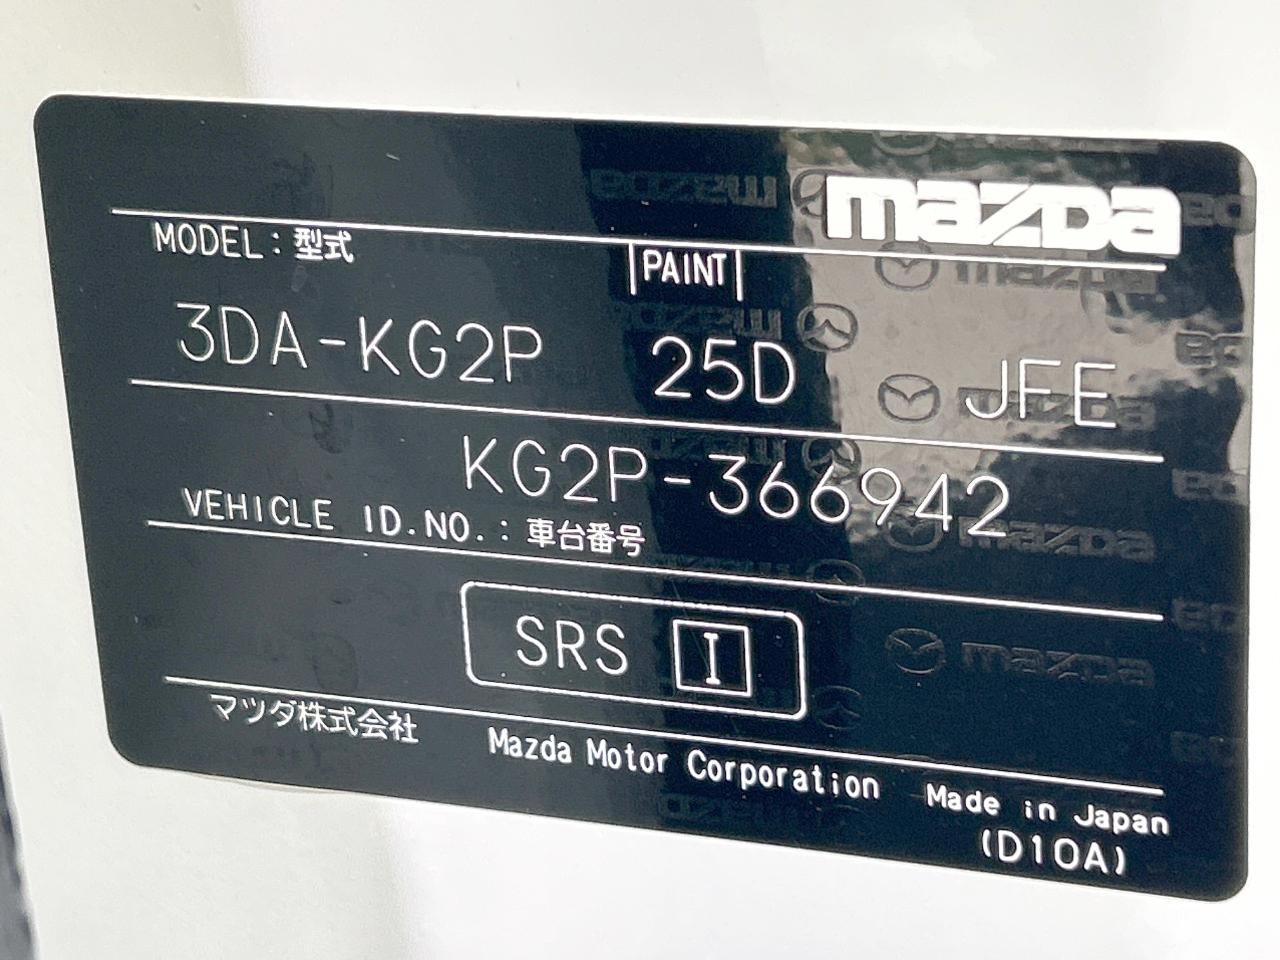 mazda
MODEL：型式
PAINT
3DA-KG2P 25D JFE
KG2P-366942
VEHICLE ID.NO.：車台番号
SRS I
マツダ株式会社 Mazda Motor Corporation Made in Japan
(D10A)